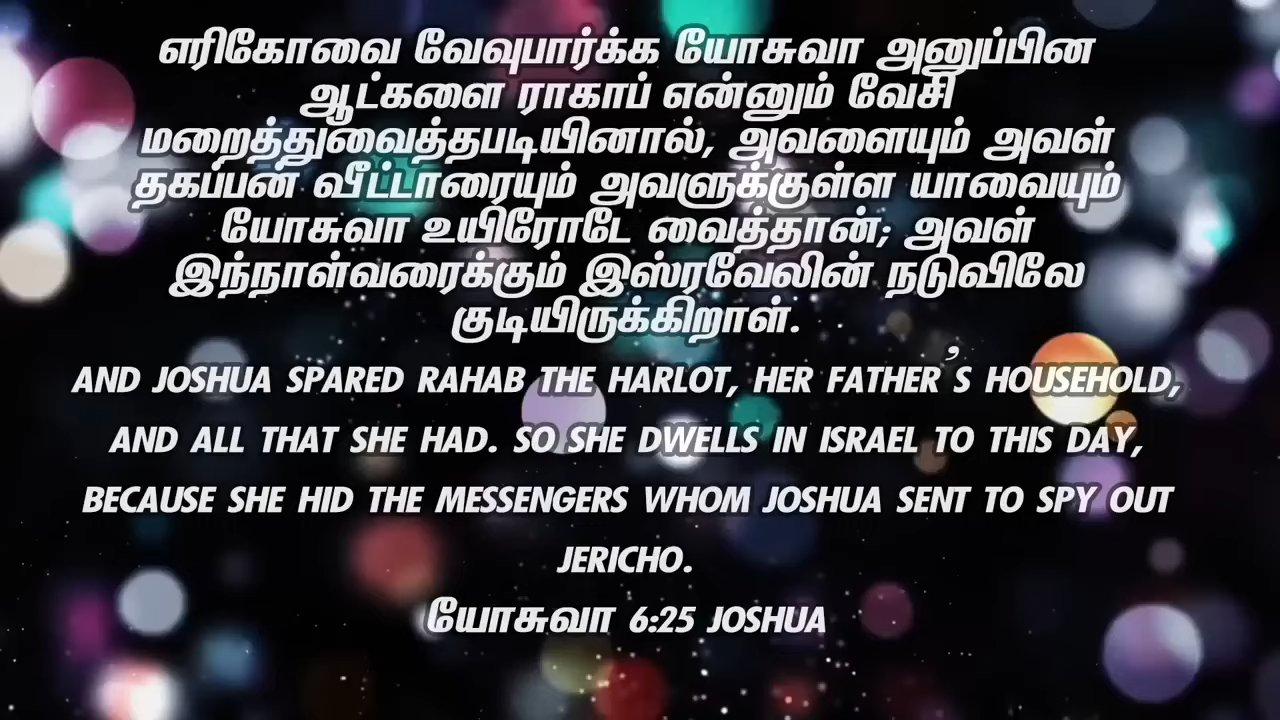 எரிகோவை வேவுபார்க்க யோசுவா அனுப்பின
ஆட்களை ராகாப் என்னும் வேசி
மறைத்துவைத்தபடியினால், அவளையும் அவள்
தகப்பன் வீட்டாரையும் அவளுக்குள்ள யாவையும்
யோசுவா உயிரோடே வைத்தான்; அவள்
இந்நாள்வரைக்கும் இஸ்ரவேலின் நடுவிலே
குடியிருக்கிறாள்.
AND JOSHUA SPARED RAHAB THE HARLOT, HER FATHER’S HOUSEHOLD,
AND ALL THAT SHE HAD. SO SHE DWELLS IN ISRAEL TO THIS DAY,
BECAUSE SHE HID THE MESSENGERS WHOM JOSHUA SENT TO SPY OUT
JERICHO.
யோசுவா 6:25 JOSHUA